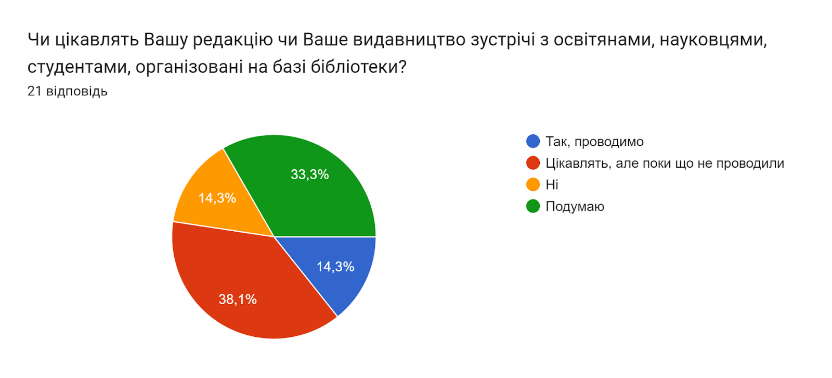 Чи цікавлять Вашу редакцію чи Ваше видавництво зустрічі з освітянами, науковцями,
студентами, організовані на базі бібліотеки?
21 відповідь
33,3%
14,3%
14,3%
38,1%
Так, проводимо
Цікавлять, але поки що не проводили
Ні
Подумаю